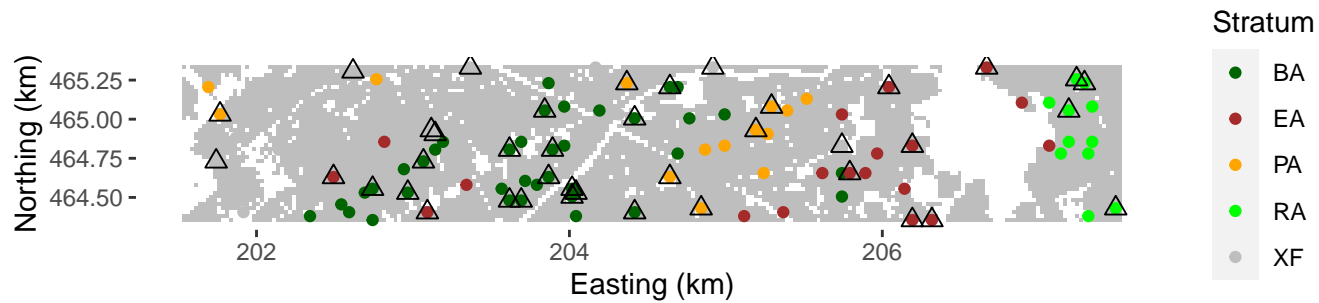 Stratum
BA
EA
PA
RA
XF
Northing (km)
465.25
465.00
464.75
464.50
202
204
206
Easting (km)